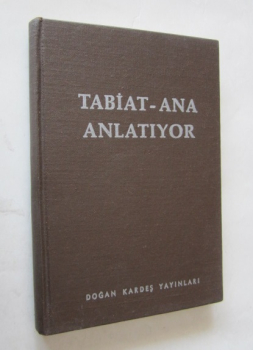 TABİAT-ANA
ANLATIYOR
DOĞAN KARDEŞ YAYINLARI